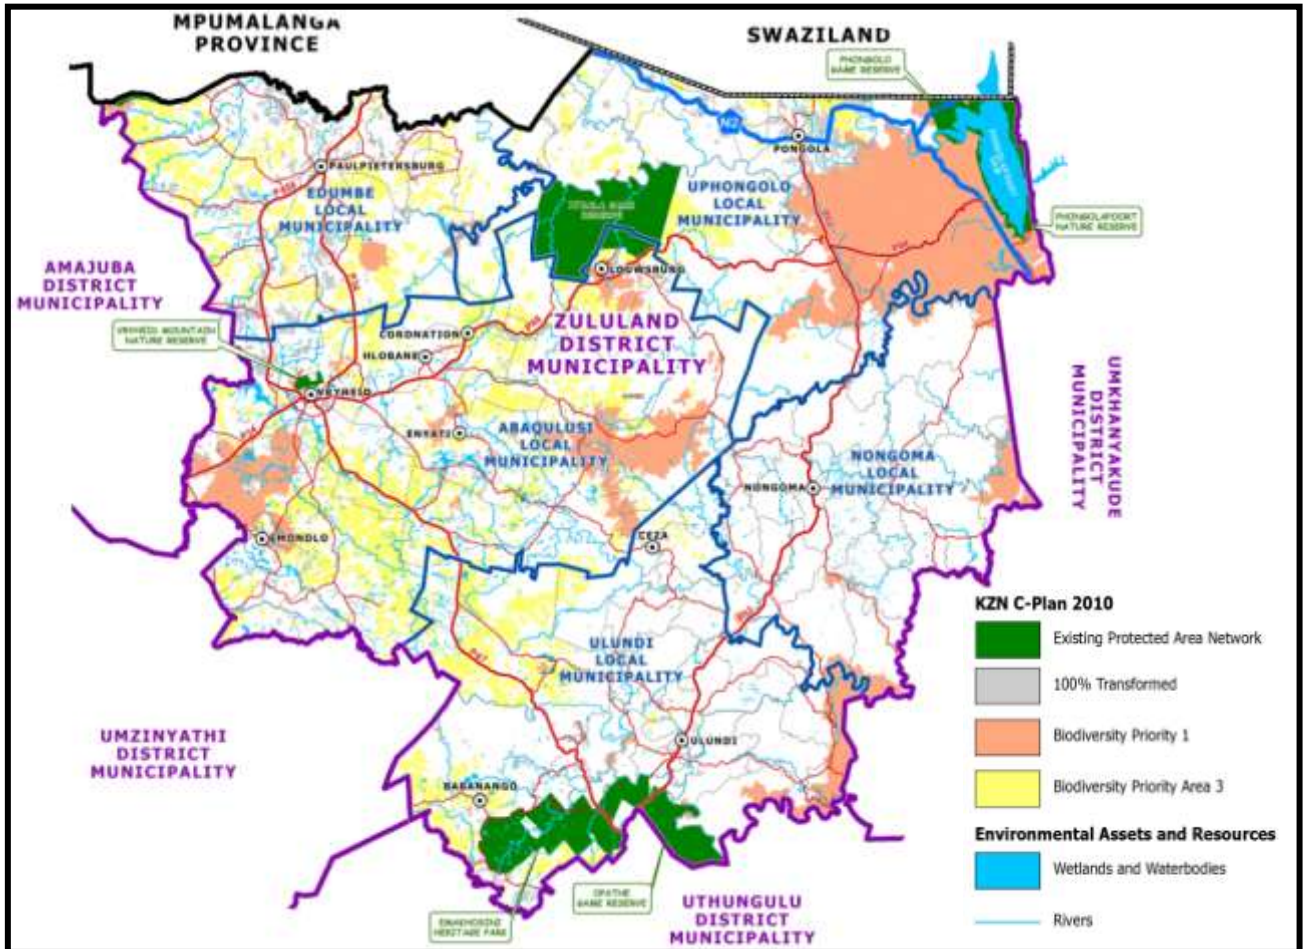 MPUMALANGA
PROVINCE
SWAZILAND
PHONGOLO
GAME RESERVE
N2
PONGOLA
PAULPIETERSBURG
EDUMBE
LOCAL
MUNICIPALITY
UPHONGOLO
LOCAL
MUNICIPALITY
PHONGOLAPOORT
NATURE RESERVE
AMAJUBA
DISTRICT
MUNICIPALITY
LOUWSBURG
VRYHEID MOUNTAIN
NATURE RESERVE
CORONATION
HLOBANE
ZULULAND
DISTRICT
MUNICIPALITY
VRYHEID
UMKHANYAKUDE
DISTRICT
MUNICIPALITY
ENYATI
ABAQULUSI
LOCAL
MUNICIPALITY
NONGOMA
LOCAL
MUNICIPALITY
NONGOMA
EMONDLO
CEZA
KZN C-Plan 2010
Existing Protected Area Network
100% Transformed
Biodiversity Priority 1
Biodiversity Priority Area 3
Environmental Assets and Resources
Wetlands and Waterbodies
Rivers
ULUNDI
LOCAL
MUNICIPALITY
UMZINYATHI
DISTRICT
MUNICIPALITY
ULUNDI
BABANANGO
OPATHE
GAME RESERVE
EMAKHOSINI
HERITAGE PARK
UTHUNGULU
DISTRICT
MUNICIPALITY